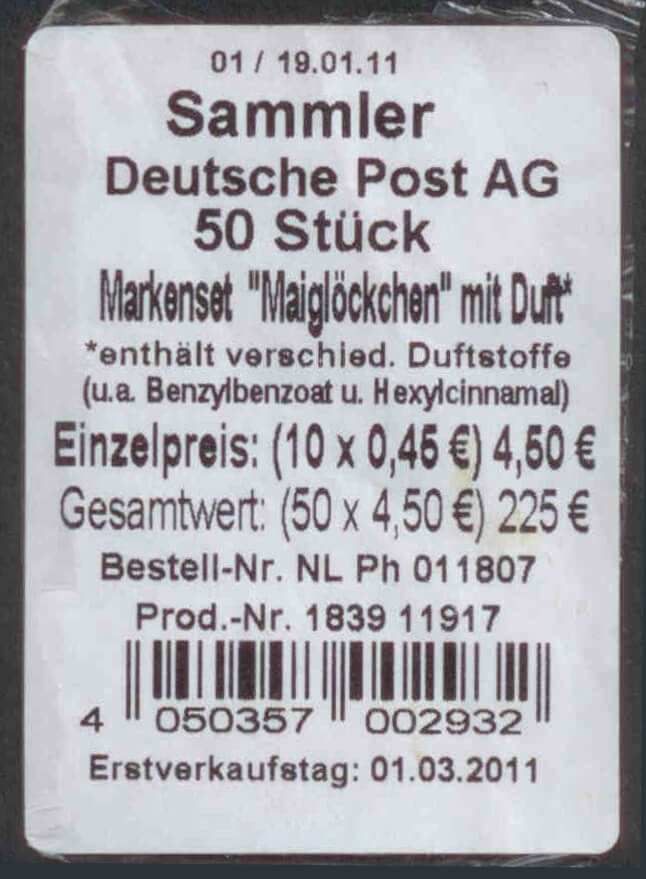 01 / 19.01.11
Sammler
Deutsche Post AG
50 Stück
Markenset "Maiglöckchen" mit Duft*
*enthält verschied. Duftstoffe
(u.a. Benzylbenzoat u. Hexylcinnamal)
Einzelpreis: (10 x 0,45 €) 4,50 €
Gesamtwert: (50 x 4,50 €) 225 €
Bestell-Nr. NL Ph 011807
Prod.-Nr. 1839 11917
4 050357 002932
Erstverkaufstag: 01.03.2011